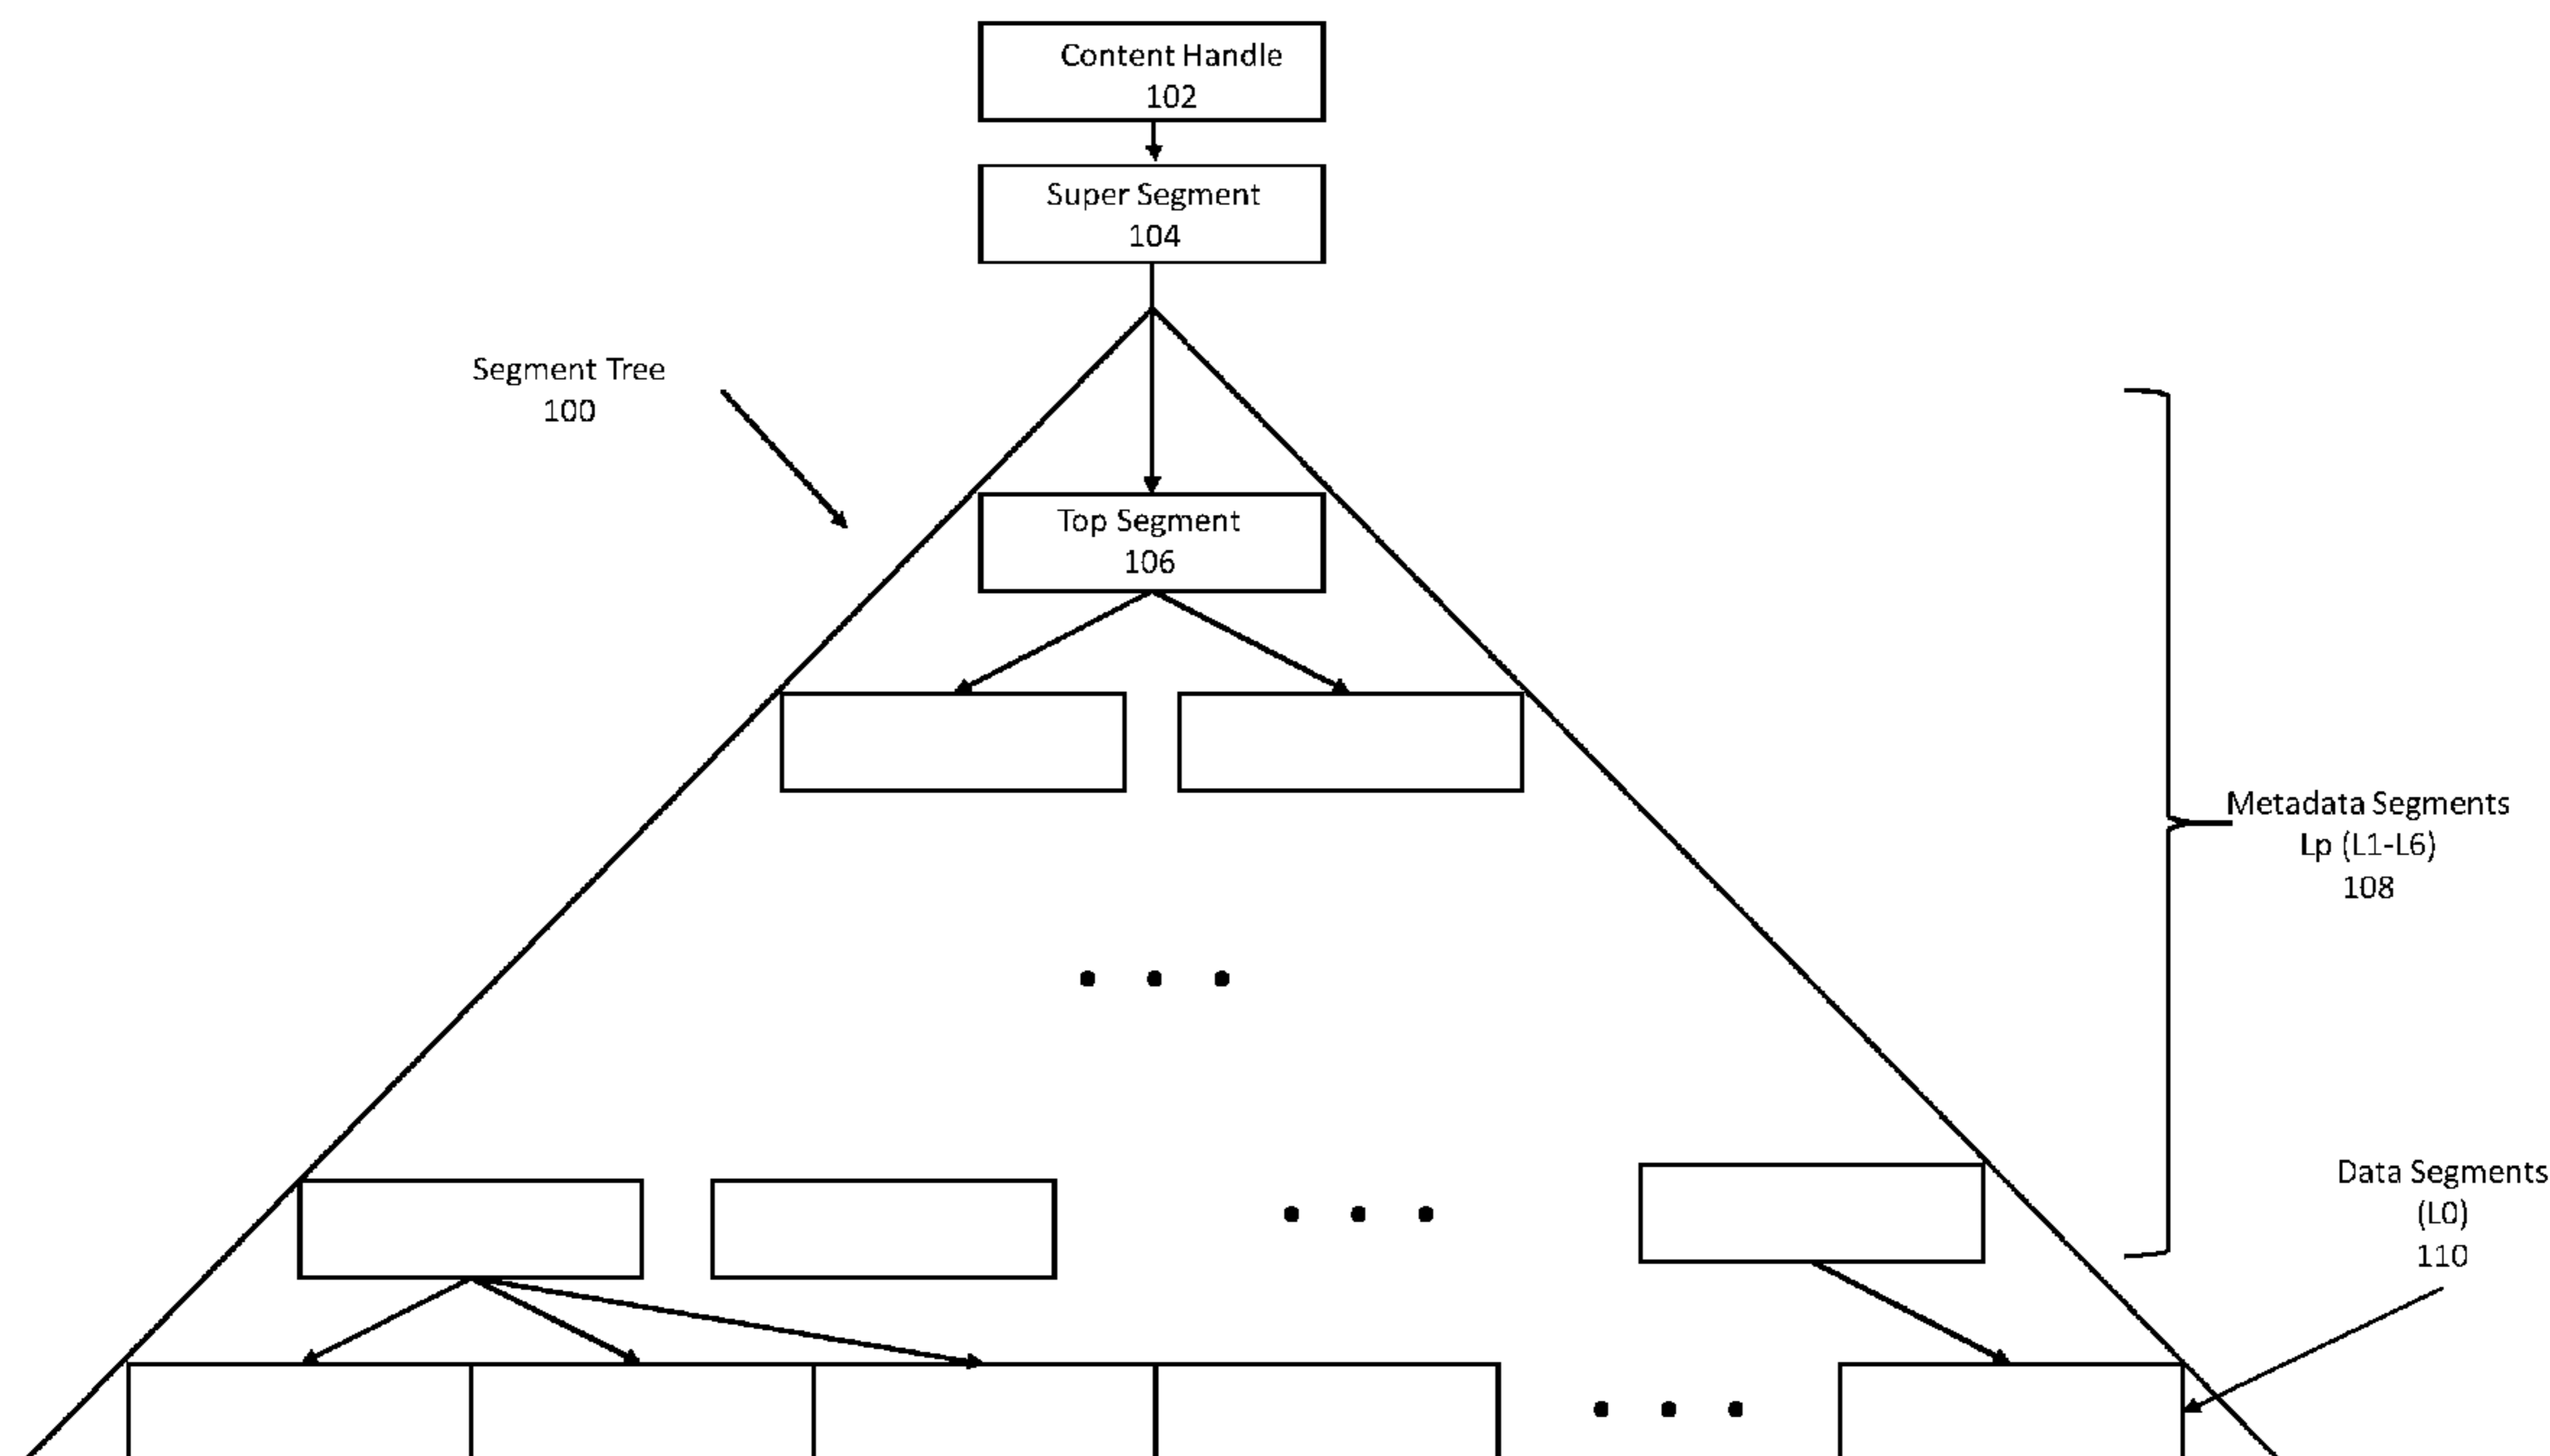 Content Handle
102
Super Segment
104
Segment Tree
100
Top Segment
106
Metadata Segments
Lp (L1-L6)
108
Data Segments
(L0)
110